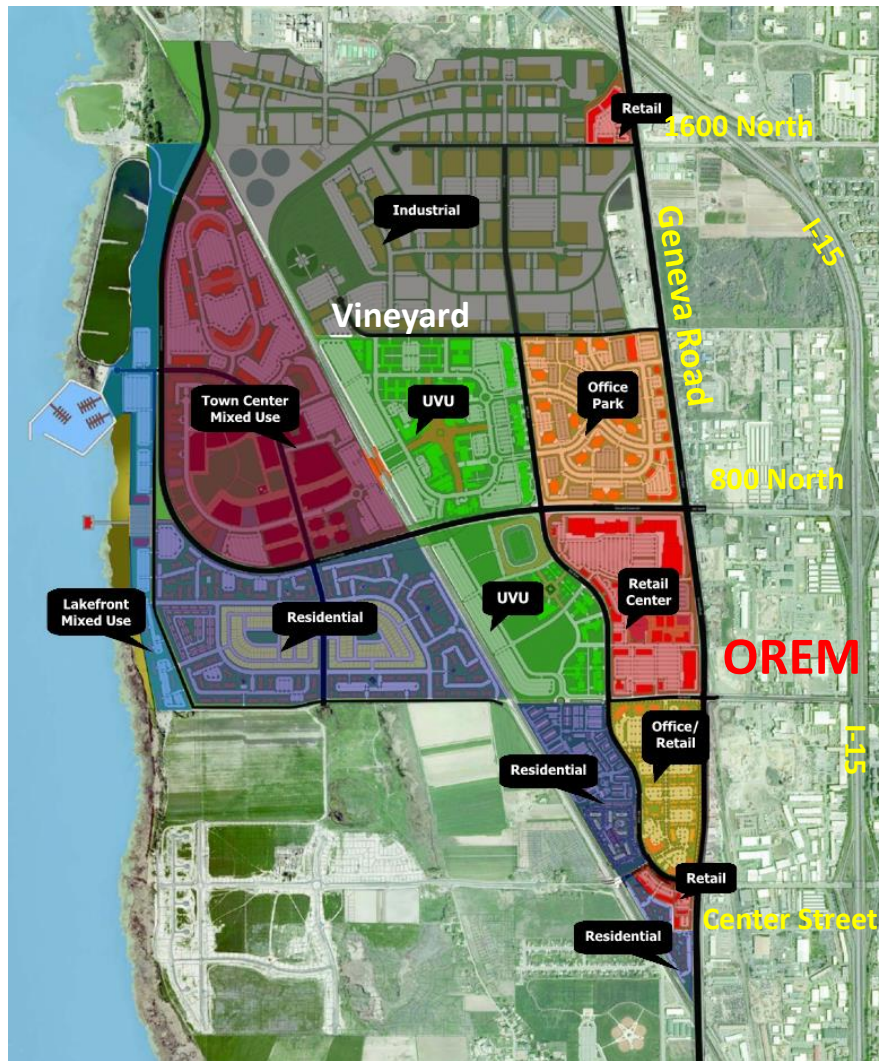 Retail
1600 North
Industrial
Geneva Road
I-15
Vineyard
Town Center
Mixed Use
UVU
Office
Park
800 North
Lakefront
Mixed Use
Residential
UVU
Retail
Center
OREM
Office/
Retail
I-15
Residential
Retail
Center Street
Residential